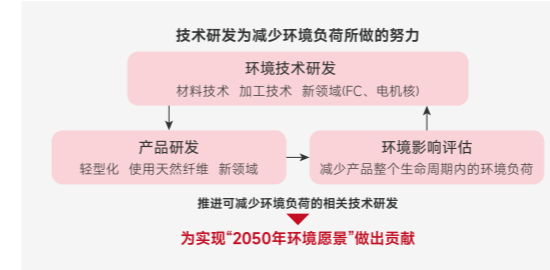 技术研发为减少环境负荷所做的努力
环境技术研发
材料技术 加工技术 新领域(FC、电机核)
产品研发
轻型化 使用天然纤维 新领域
环境影响评估
减少产品整个生命周期内的环境负荷
推进可减少环境负荷的相关技术研发
为实现“2050年环境愿景”做出贡献